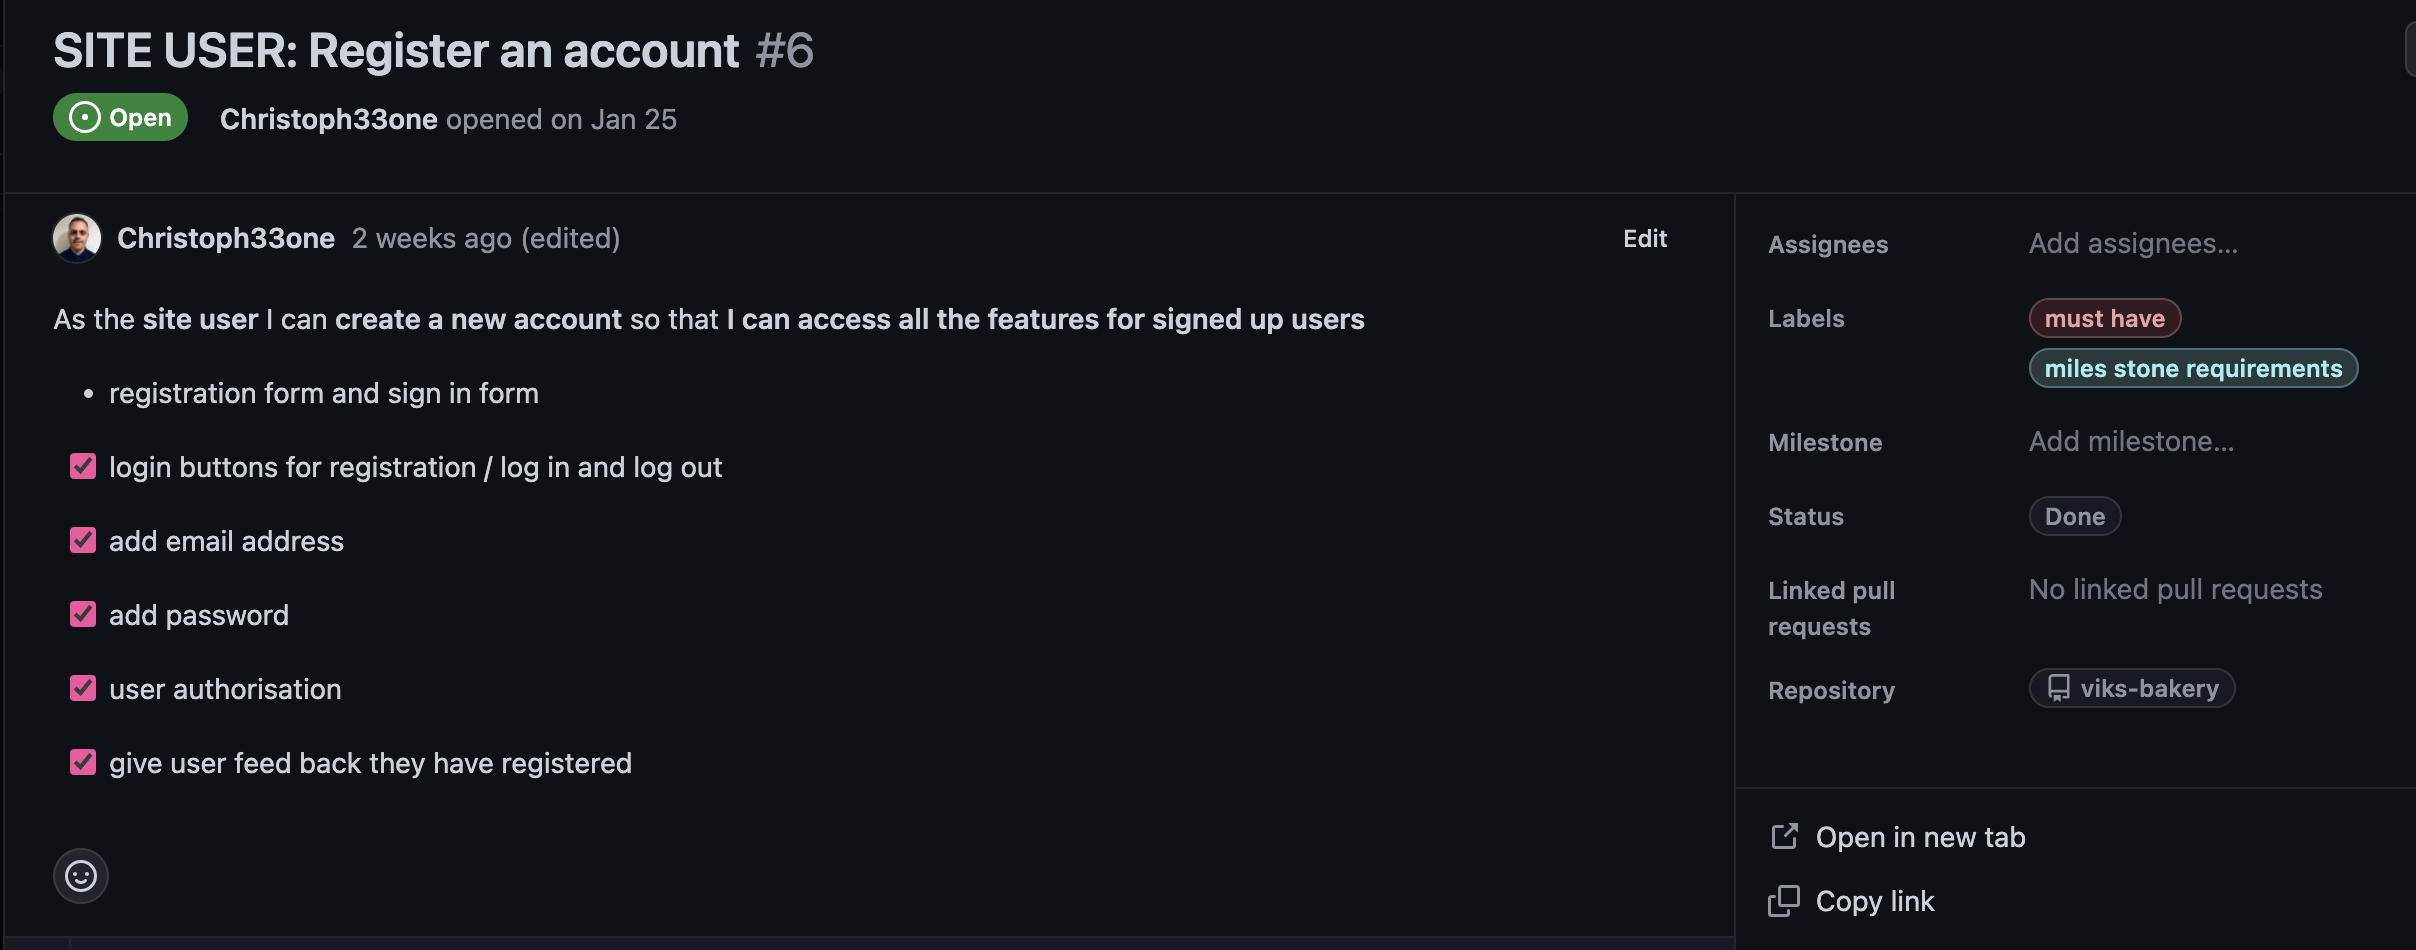 SITE USER: Register an account #6
Open
Christoph33one opened on Jan 25
Christoph33one 2 weeks ago (edited)
Edit
As the site user I can create a new account so that I can access all the features for signed up users
• registration form and sign in form
login buttons for registration / log in and log out
add email address
add password
user authorisation
give user feed back they have registered
Assignees
Add assignees...
Labels
must have
miles stone requirements
Milestone
Add milestone...
Status
Done
Linked pull
requests
No linked pull requests
Repository
viks-bakery
Open in new tab
Copy link